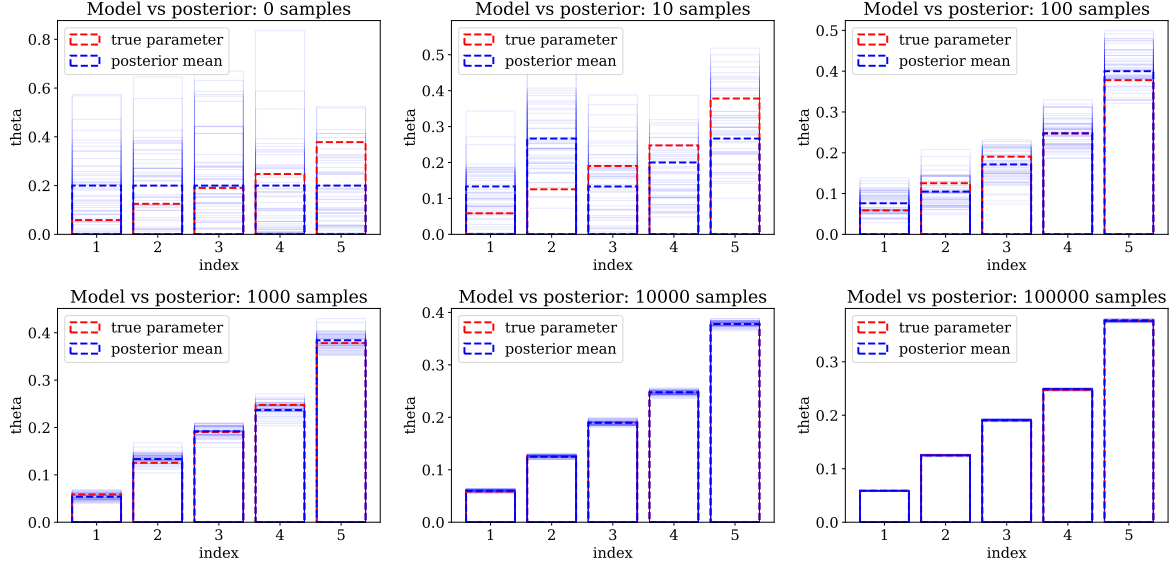 Model vs posterior: 0 samples
true parameter
posterior mean
0.8
0.6
0.4
0.2
0.0
theta
1 2 3 4 5
index
Model vs posterior: 10 samples
true parameter
posterior mean
0.5
0.4
0.3
0.2
0.1
0.0
theta
1 2 3 4 5
index
Model vs posterior: 100 samples
true parameter
posterior mean
0.5
0.4
0.3
0.2
0.1
0.0
theta
1 2 3 4 5
index
Model vs posterior: 1000 samples
true parameter
posterior mean
0.4
0.3
0.2
0.1
0.0
theta
1 2 3 4 5
index
Model vs posterior: 10000 samples
true parameter
posterior mean
0.4
0.3
0.2
0.1
0.0
theta
1 2 3 4 5
index
Model vs posterior: 100000 samples
true parameter
posterior mean
0.3
0.2
0.1
0.0
theta
1 2 3 4 5
index